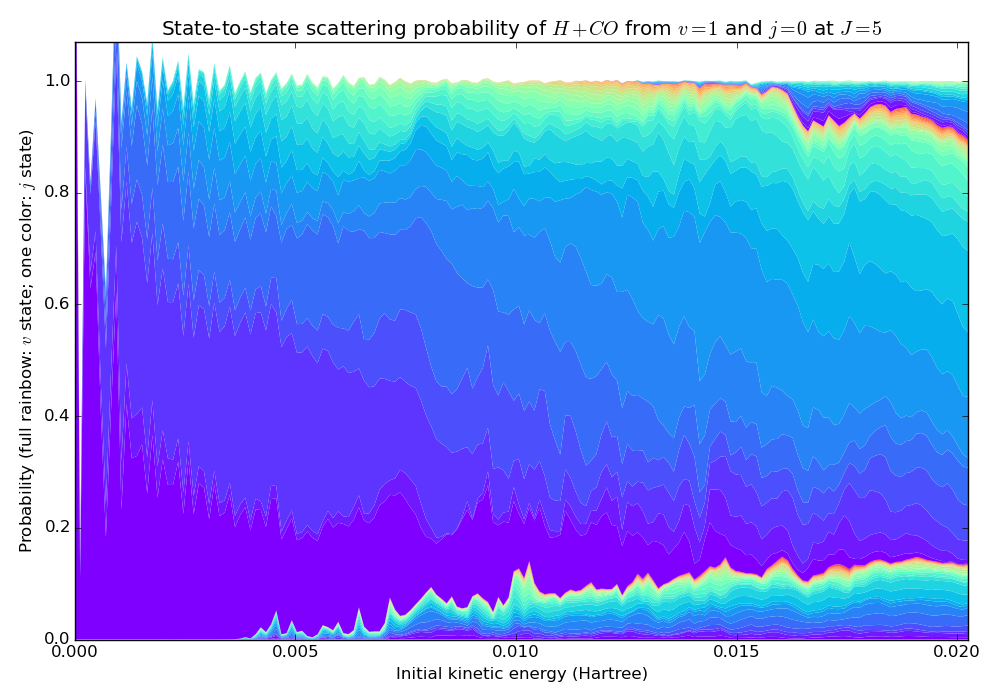 State-to-state scattering probability of H+CO from v=1 and j=0 at J=5
Probability (full rainbow: v state; one color: j state)
1.0
0.8
0.6
0.4
0.2
0.0
0.000 0.005 0.010 0.015 0.020
Initial kinetic energy (Hartree)